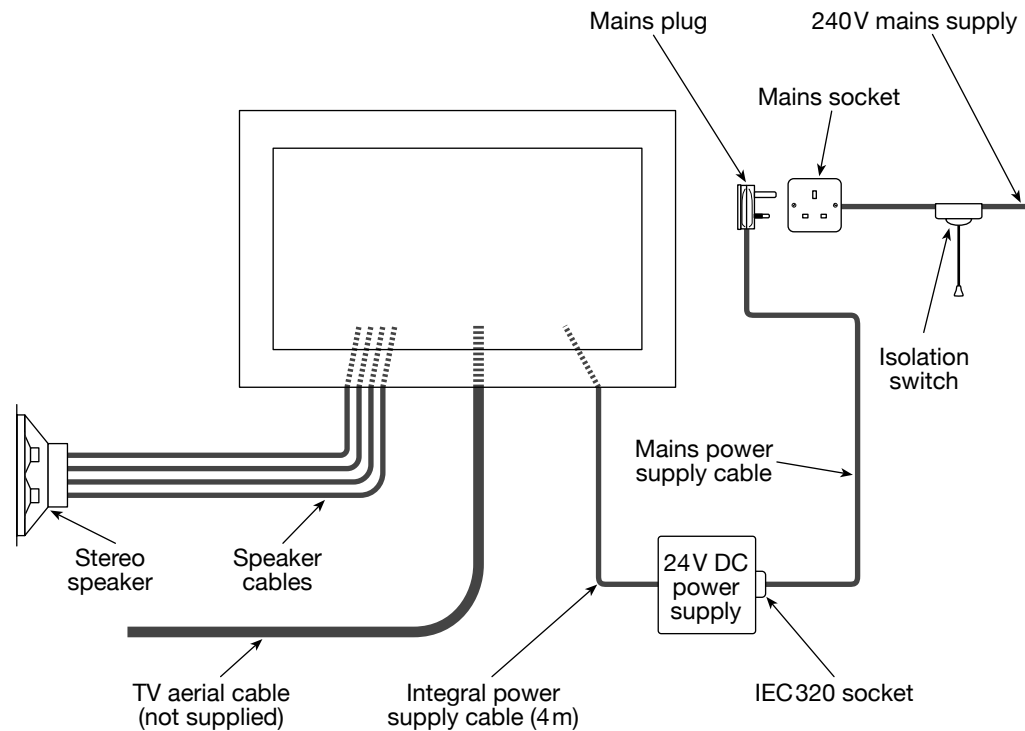 Mains plug
240V mains supply
Mains socket
Isolation
switch
Mains power
supply cable
Stereo
speaker
Speaker
cables
24V DC
power
supply
TV aerial cable
(not supplied)
Integral power
supply cable (4m)
IEC320 socket